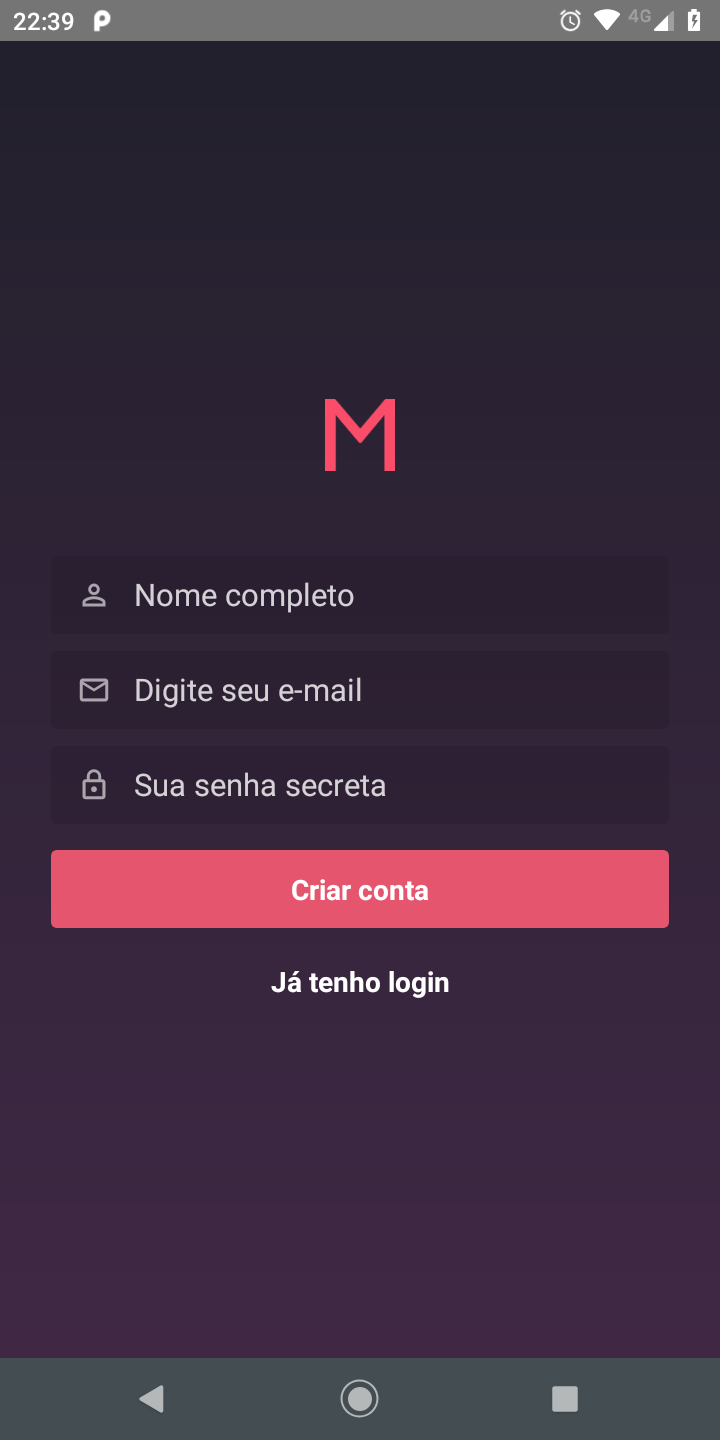 22:39
4G
M
Nome completo
Digite seu e-mail
Sua senha secreta
Criar conta
Já tenho login